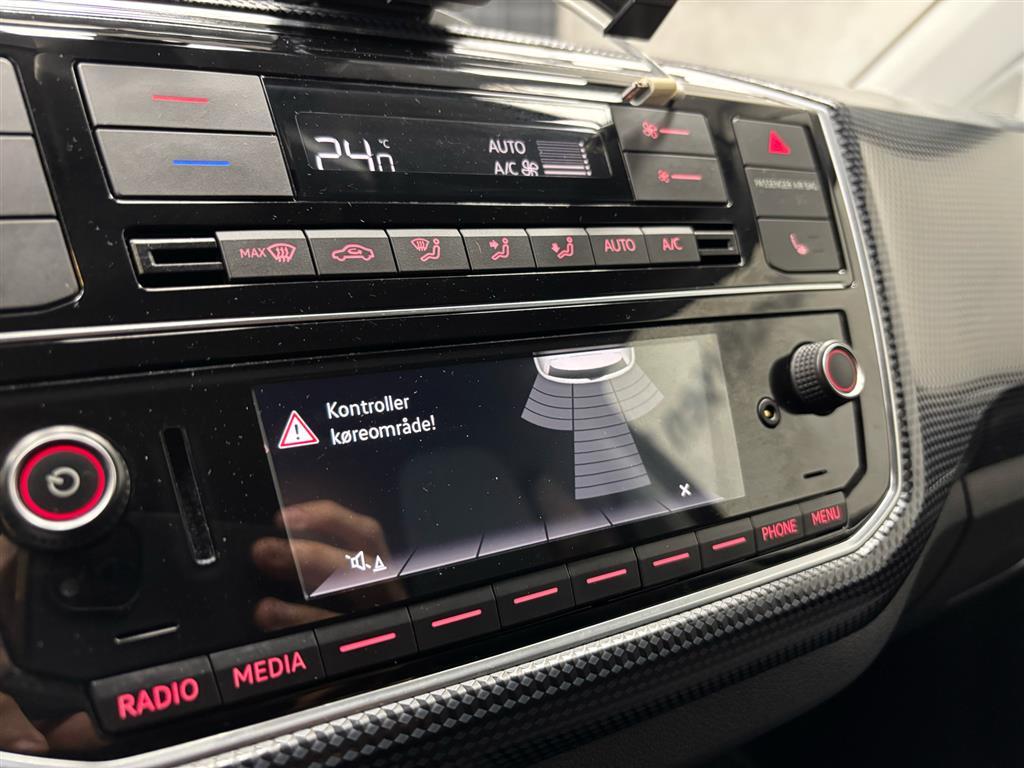 24
°C
AUTO
A/C
PASSENGER AIR BAG
MAX
AUTO
A/C
Kontroller
køreområde!
RADIO
MEDIA
PHONE
MENU